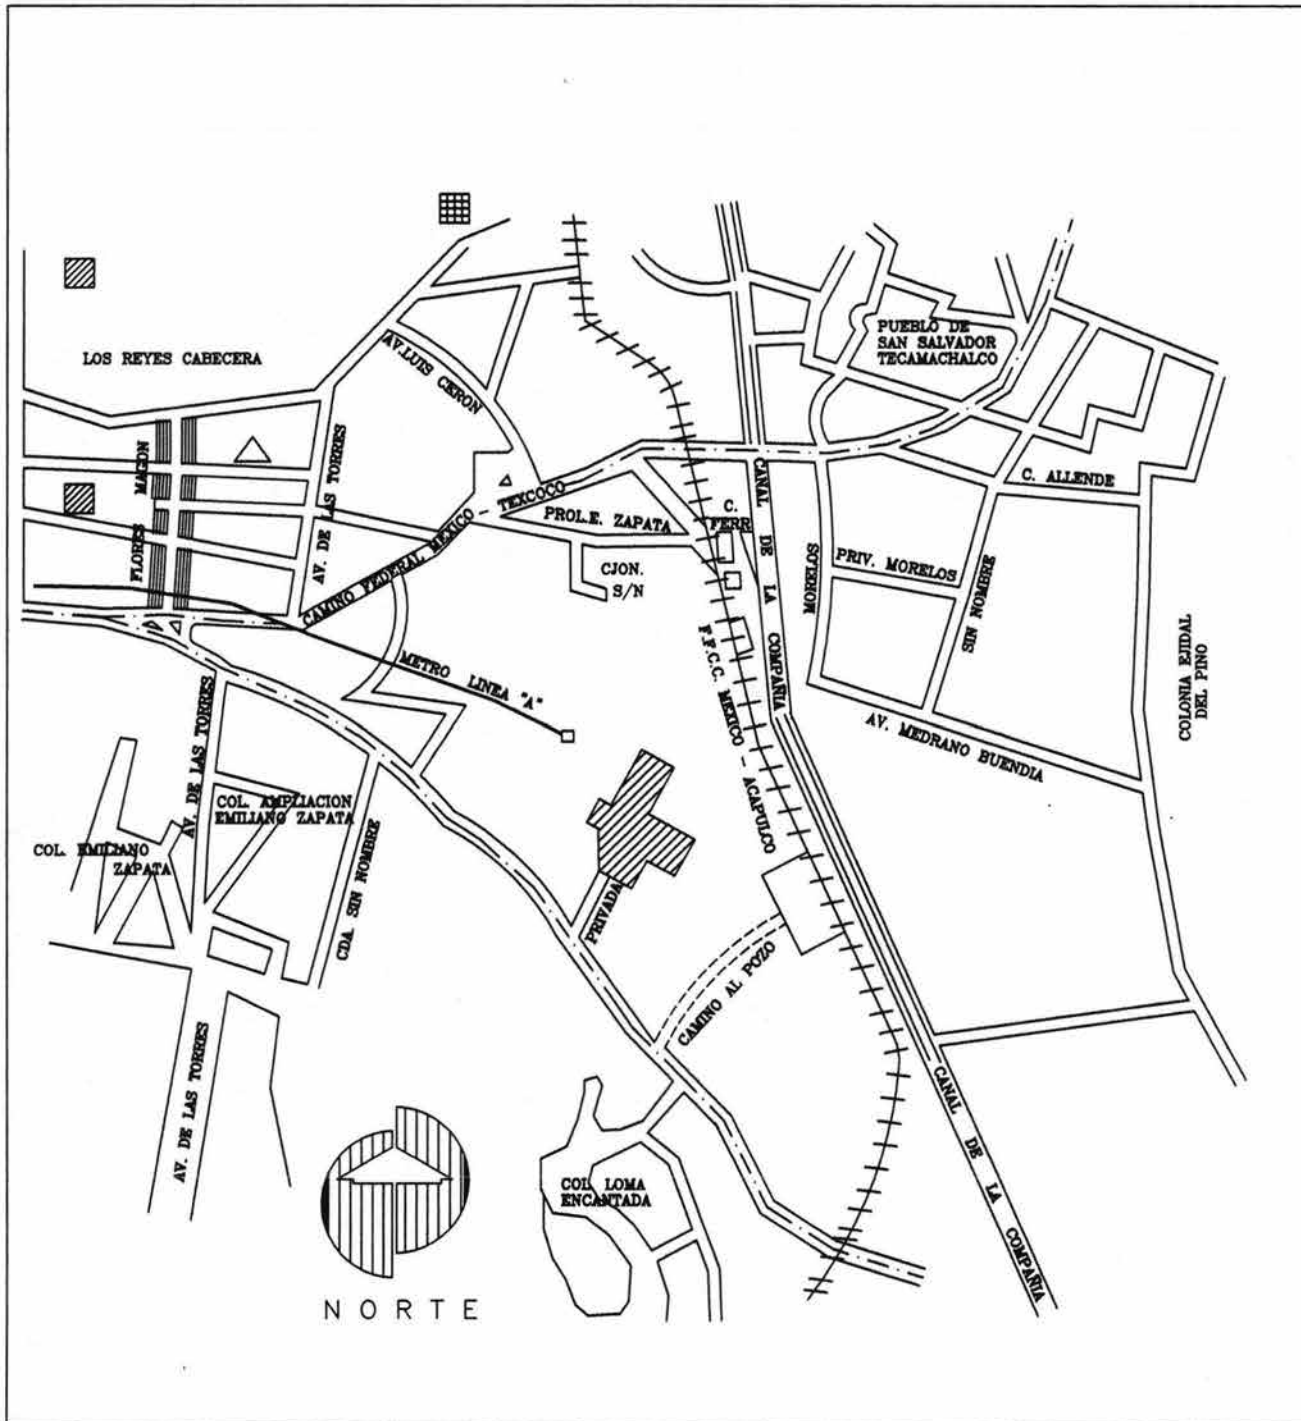 LOS REYES CABECERA
AV.LUIS CERON
PUEBLO DE
SAN SALVADOR
TECAMACHALCO
MAGON
FLORES
AV. DE LAS TORRES
CAMINO FEDERAL MEXICO - TEXCOCO
PROL.E. ZAPATA
C.
FERR
CJON.
S/N
CANAL DE LA COMPAÑIA
C. ALLENDE
MORELOS
PRIV. MORELOS
SIN NOMBRE
METRO LINEA "A"
F.F.C.C. MEXICO - ACAPULCO
AV. MEDRANO BUENDIA
COLONIA EJIDAL
DEL PINO
AV. DE LAS TORRES
COL. AMPLIACION
EMILIANO ZAPATA
COL. EMILIANO
ZAPATA
CDA. SIN NOMBRE
PRIVADA
CAMINO AL POZO
AV. DE LAS TORRES
CANAL DE LA COMPAÑIA
COL. LOMA
ENCANTADA
NORTE